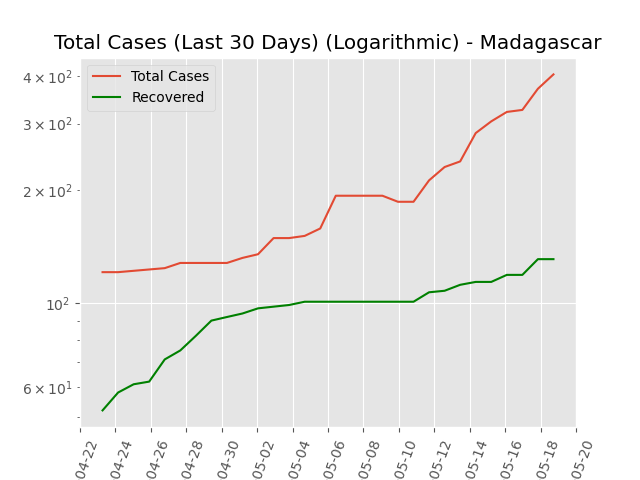 Total Cases (Last 30 Days) (Logarithmic) - Madagascar
Total Cases
Recovered
4 × 10²
3 × 10²
2 × 10²
10²
6 × 10¹
04-22
04-24
04-26
04-28
04-30
05-02
05-04
05-06
05-08
05-10
05-12
05-14
05-16
05-18
05-20